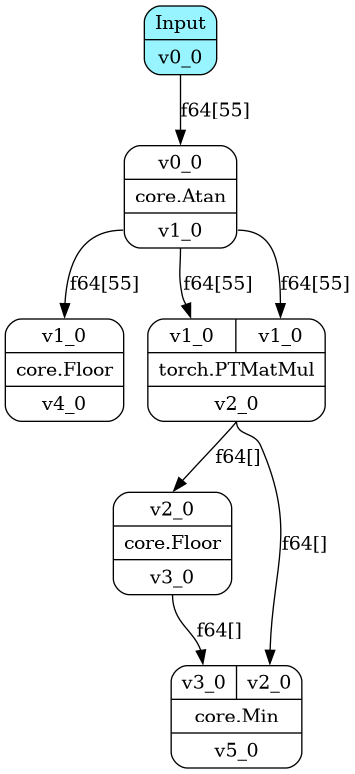 Input
v0_0
f64[55]
v0_0
core.Atan
v1_0
f64[55] f64[55] f64[55]
v1_0
core.Floor
v4_0
v1_0 v1_0
torch.PTMatMul
v2_0
f64[]
v2_0
core.Floor
v3_0
f64[]
f64[]
v3_0 v2_0
core.Min
v5_0